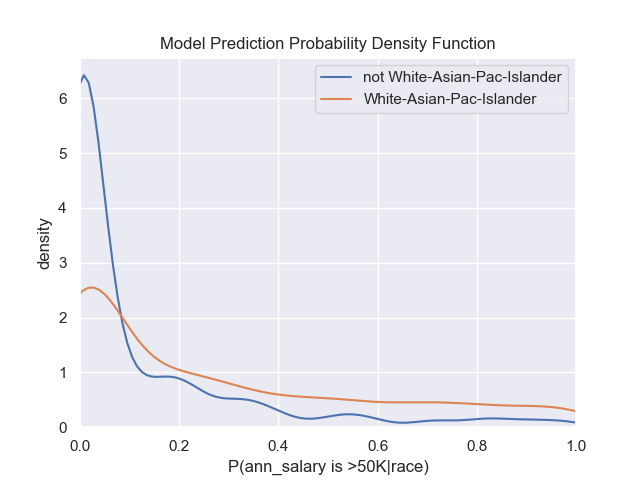 Model Prediction Probability Density Function
not White-Asian-Pac-Islander
White-Asian-Pac-Islander
density
6
5
4
3
2
1
0
0.0 0.2 0.4 0.6 0.8 1.0
P(ann_salary is >50K|race)